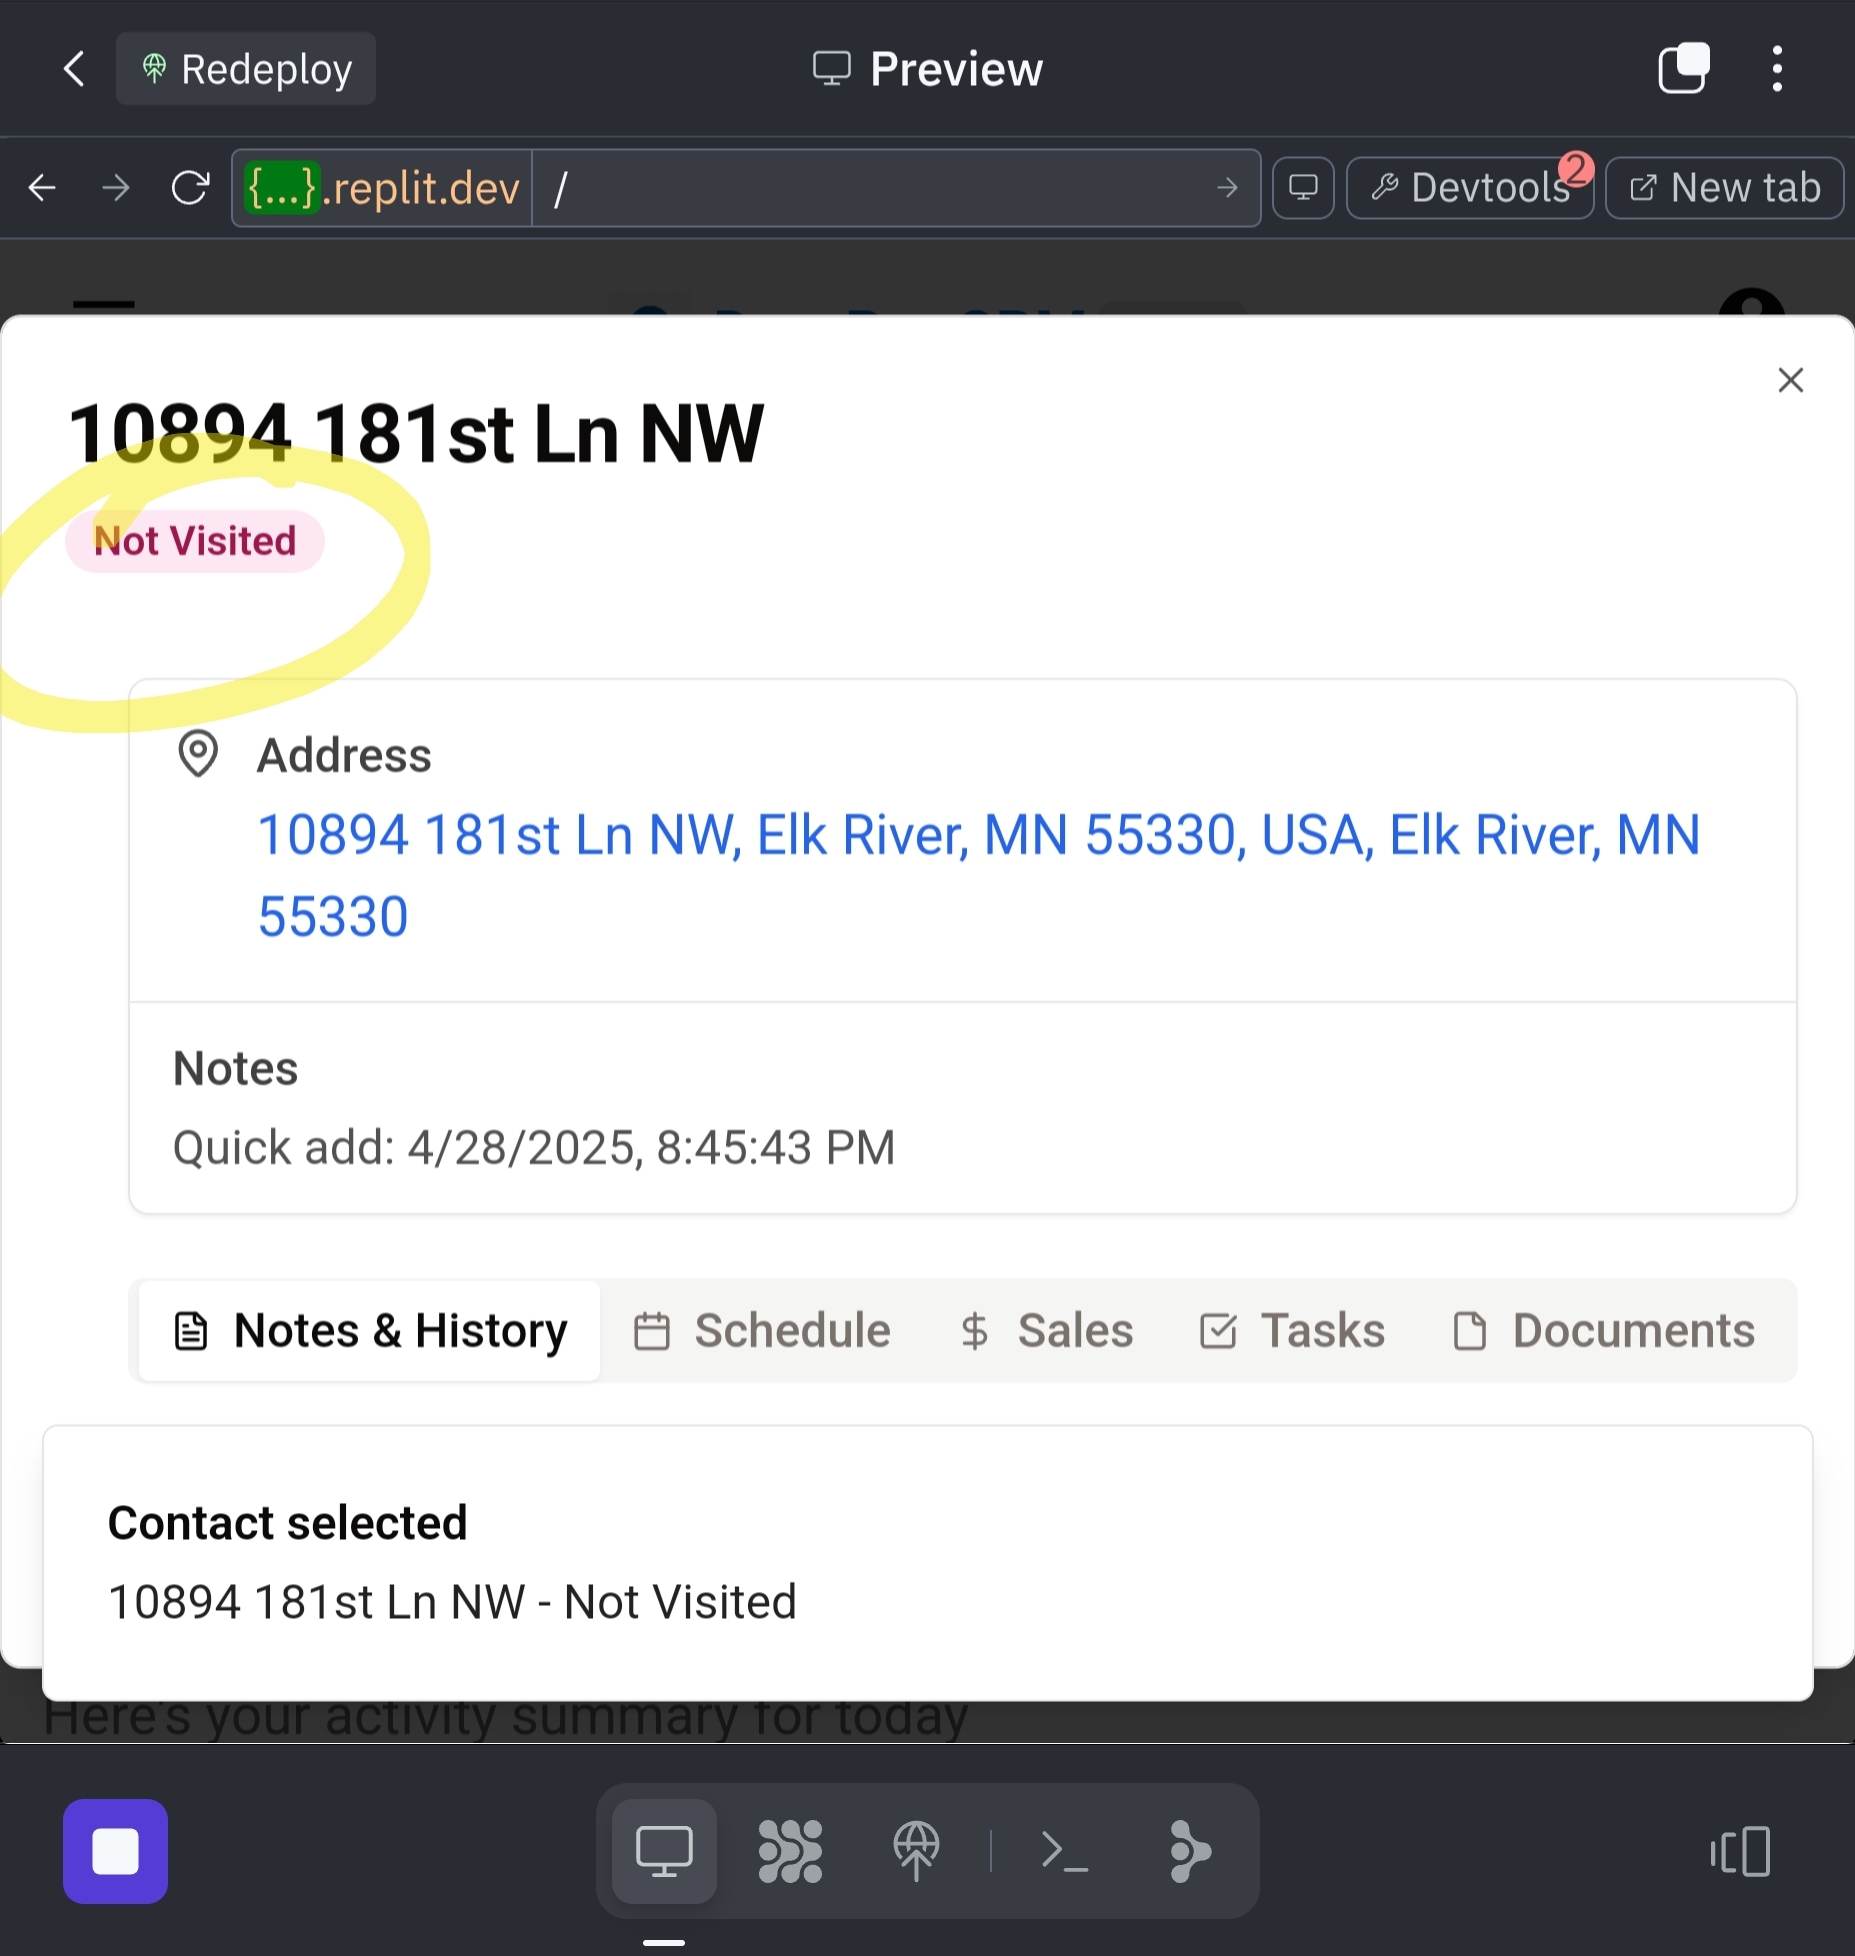 Redeploy
Preview
{...}.replit.dev
/
Devtools
2
New tab
10894 181st Ln NW
Not Visited
Address
10894 181st Ln NW, Elk River, MN 55330, USA, Elk River, MN
55330
Notes
Quick add: 4/28/2025, 8:45:43 PM
Notes & History
Schedule
Sales
Tasks
Documents
Contact selected
10894 181st Ln NW - Not Visited
Here's your activity summary for today